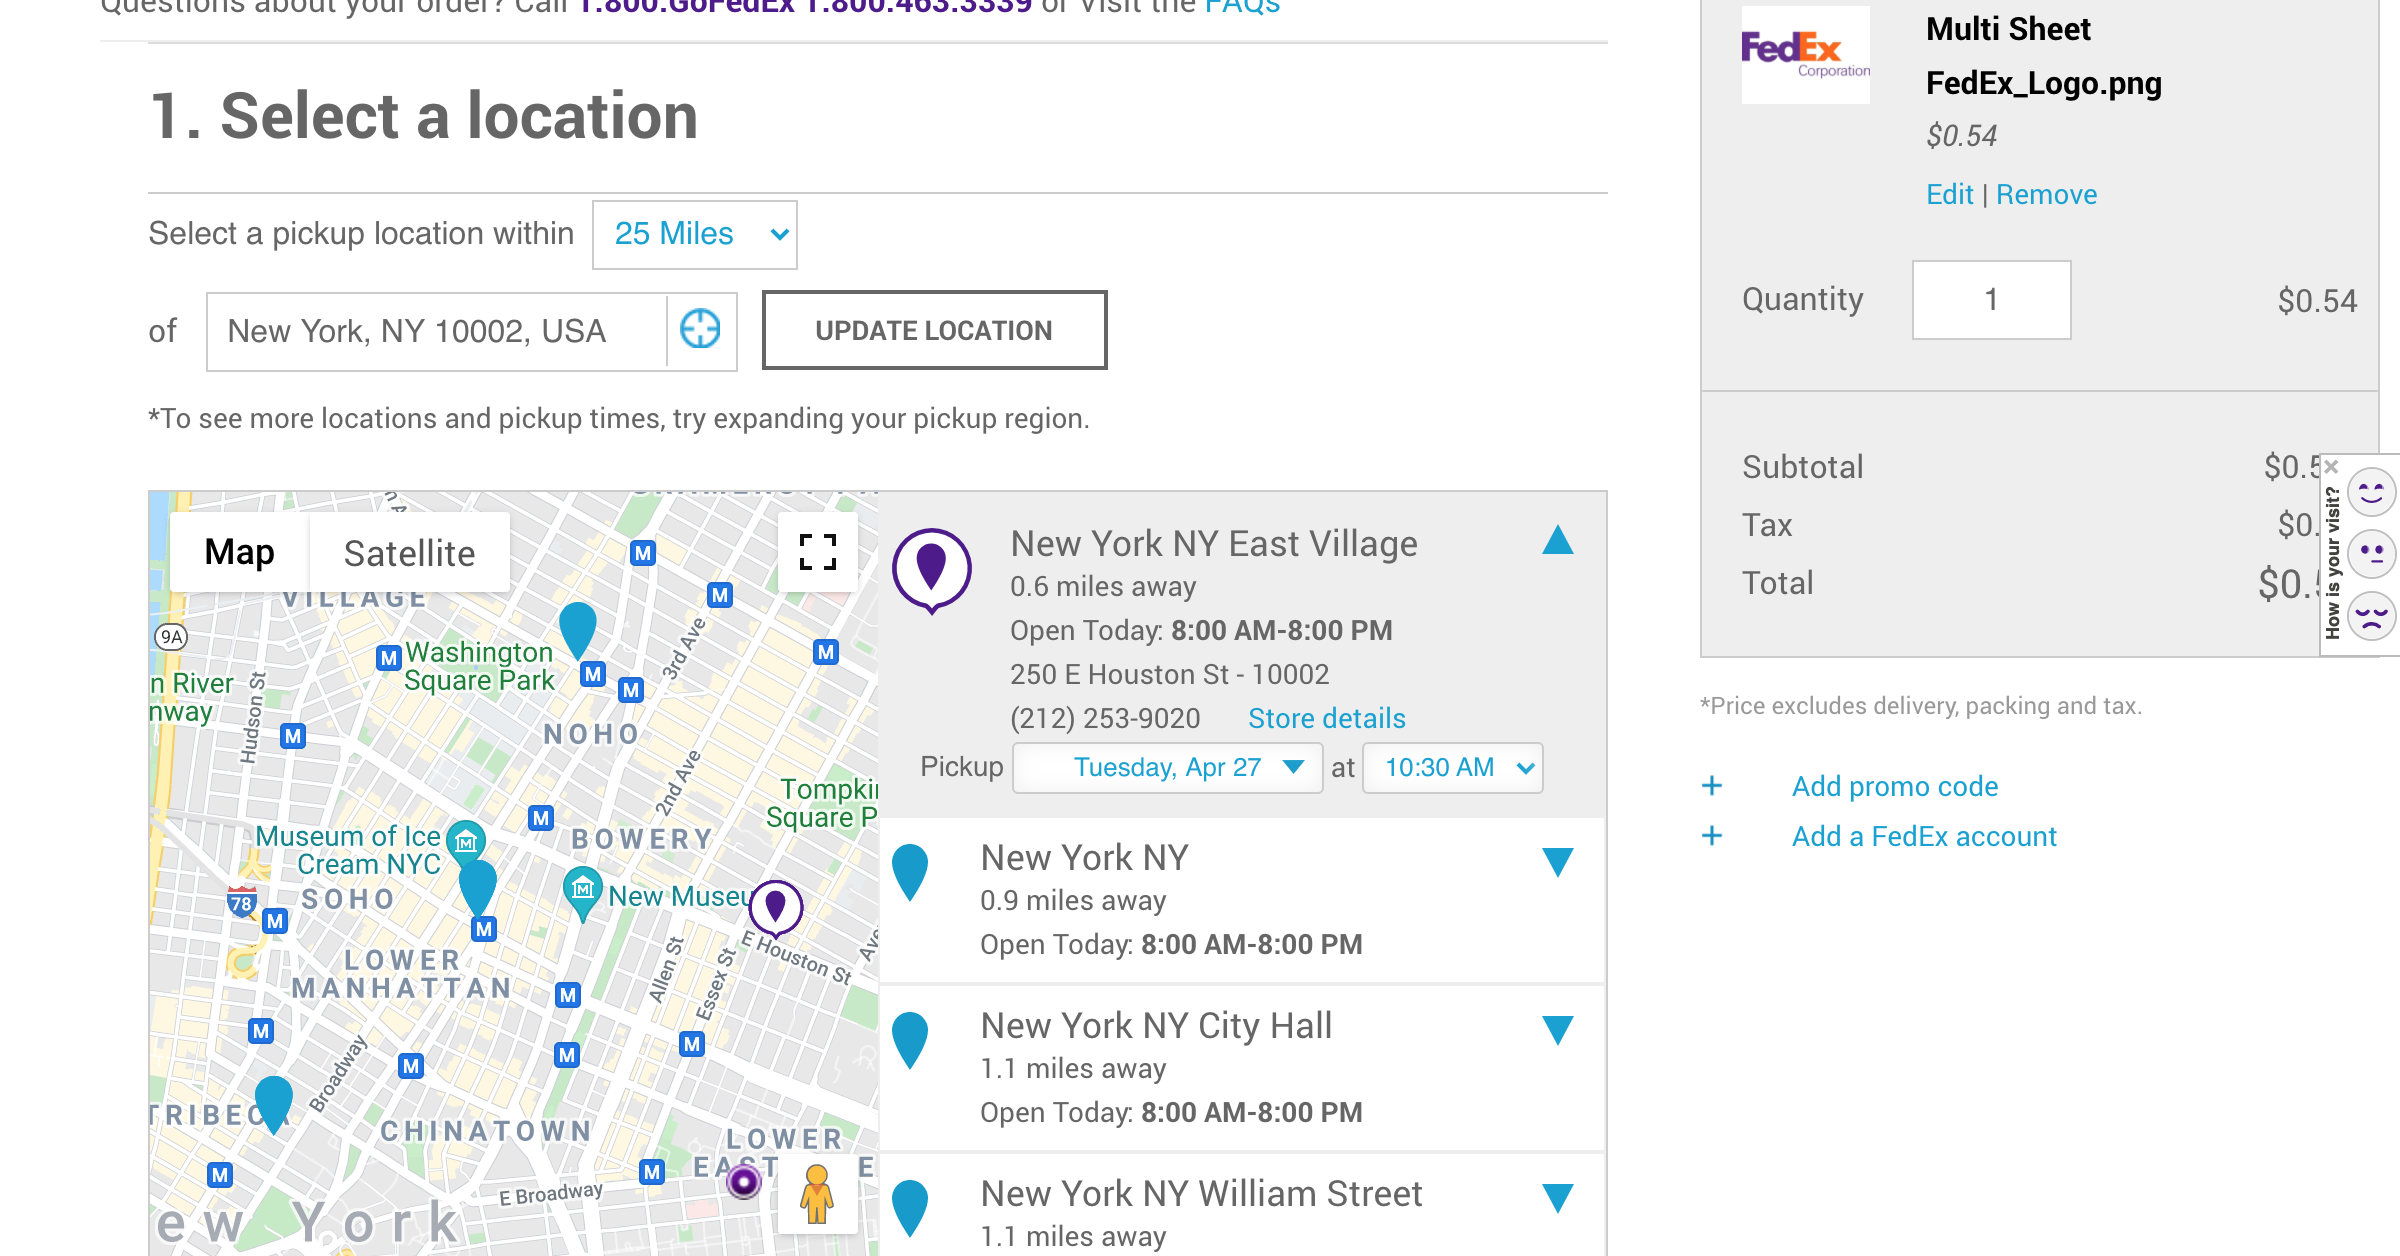 Questions about your order? Call 1.800.GoFedEx 1.800.463.3339 or visit the FAQs
1. Select a location
Select a pickup location within 25 Miles
of New York, NY 10002, USA UPDATE LOCATION
*To see more locations and pickup times, try expanding your pickup region.
Map Satellite
VILLAGE
9A
M
M
3rd Ave
M
M Washington
Square Park
M
M
n River
nway
Hudson St
M
NOHO
2nd Ave
Tompki
Square P
M
BOWERY
Museum of Ice
Cream NYC
M
New Museu
78
SOHO
M
M
E Houston St
Ave
LOWER
MANHATTAN
Allen St
Essex St
M
M
M
M
M
Broadway
TRIBECA
CHINATOWN
LOWER
EAST
E
M
M
E Broadway
ew York
New York NY East Village
0.6 miles away
Open Today: 8:00 AM-8:00 PM
250 E Houston St - 10002
(212) 253-9020 Store details
Pickup Tuesday, Apr 27 at 10:30 AM
New York NY
0.9 miles away
Open Today: 8:00 AM-8:00 PM
New York NY City Hall
1.1 miles away
Open Today: 8:00 AM-8:00 PM
New York NY William Street
1.1 miles away
FedEx
Corporation
Multi Sheet
FedEx_Logo.png
$0.54
Edit | Remove
Quantity 1 $0.54
Subtotal $0.5
Tax $0.
Total $0.5
How is your visit?
*Price excludes delivery, packing and tax.
+ Add promo code
+ Add a FedEx account